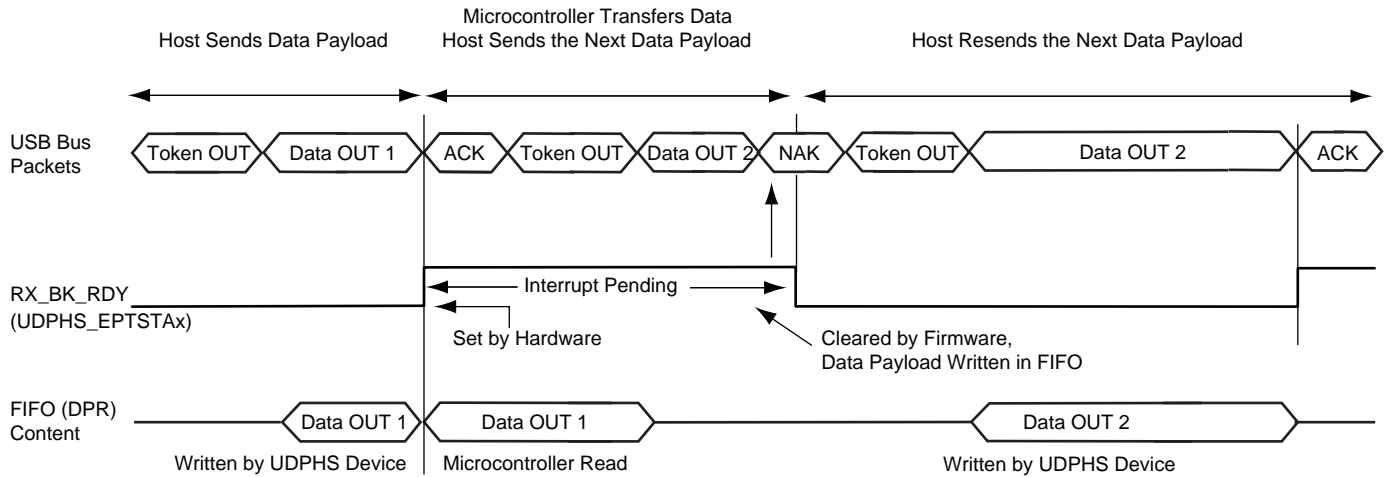 Microcontroller Transfers Data
Host Sends Data Payload Host Sends the Next Data Payload Host Resends the Next Data Payload
USB Bus
Packets
Token OUT Data OUT 1 ACK Token OUT Data OUT 2 NAK Token OUT Data OUT 2 ACK
RX_BK_RDY
(UDPHS_EPTSTAx)
Interrupt Pending
Set by Hardware
Cleared by Firmware,
Data Payload Written in FIFO
FIFO (DPR)
Content
Data OUT 1 Data OUT 1 Data OUT 2
Written by UDPHS Device Microcontroller Read Written by UDPHS Device